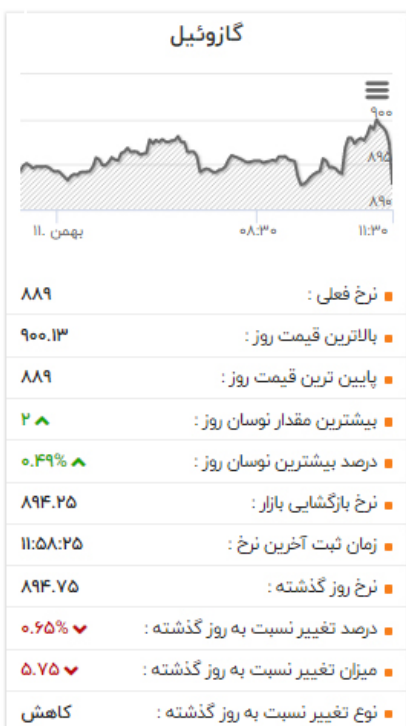 گازوئیل
۹۰۰
۸۹۵
۸۹۰
بهمن .۱۱
۰۸:۳۰
۱۱:۳۰
نرخ فعلی : ۸۸۹
بالاترین قیمت روز : ۹۰۰.۱۳
پایین ترین قیمت روز : ۸۸۹
بیشترین مقدار نوسان روز : ۲
درصد بیشترین نوسان روز : ۰.۴۹%
نرخ بازگشایی بازار : ۸۹۴.۲۵
زمان ثبت آخرین نرخ : ۱۱:۵۸:۲۵
نرخ روز گذشته : ۸۹۴.۷۵
درصد تغییر نسبت به روز گذشته : ۰.۶۵%
میزان تغییر نسبت به روز گذشته : ۵.۷۵
نوع تغییر نسبت به روز گذشته : کاهش